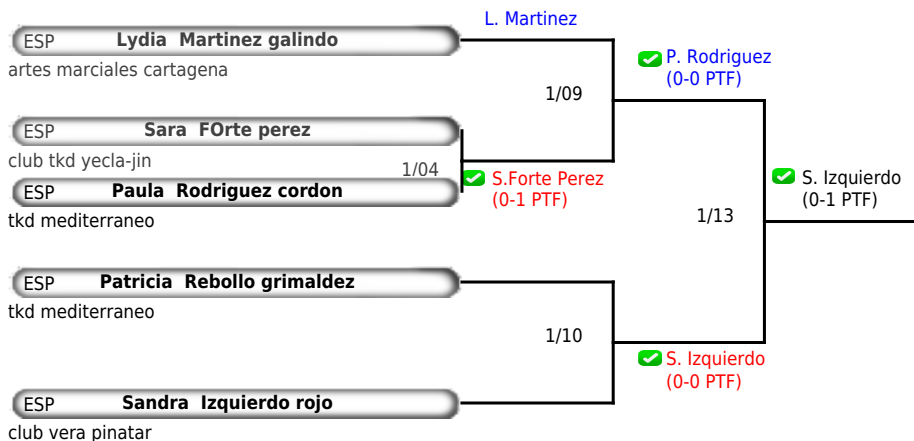 L. Martinez
ESP Lydia Martinez galindo
artes marciales cartagena
P. Rodriguez
(0-0 PTF)
1/09
ESP Sara FOrte perez
club tkd yecla-jin
1/04
S.Forte Perez
(0-1 PTF)
ESP Paula Rodriguez cordon
tkd mediterraneo
S. Izquierdo
(0-1 PTF)
1/13
ESP Patricia Rebollo grimaldez
tkd mediterraneo
1/10
S. Izquierdo
(0-0 PTF)
ESP Sandra Izquierdo rojo
club vera pinatar